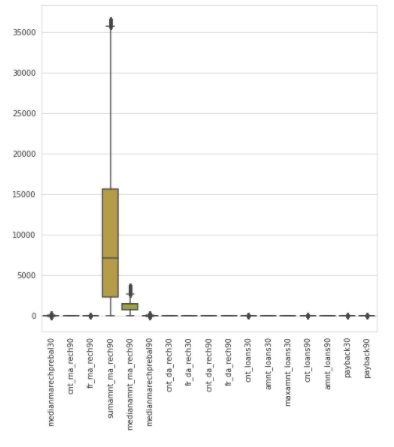 35000
30000
25000
20000
15000
10000
5000
0
medianmarechprebal30
cnt_ma_rech90
fr_ma_rech90
sumamnt_ma_rech90
medianamnt_ma_rech90
medianmarechprebal90
cnt_da_rech30
fr_da_rech30
cnt_da_rech90
fr_da_rech90
cnt_loans30
amnt_loans30
maxamnt_loans30
cnt_loans90
amnt_loans90
payback30
payback90